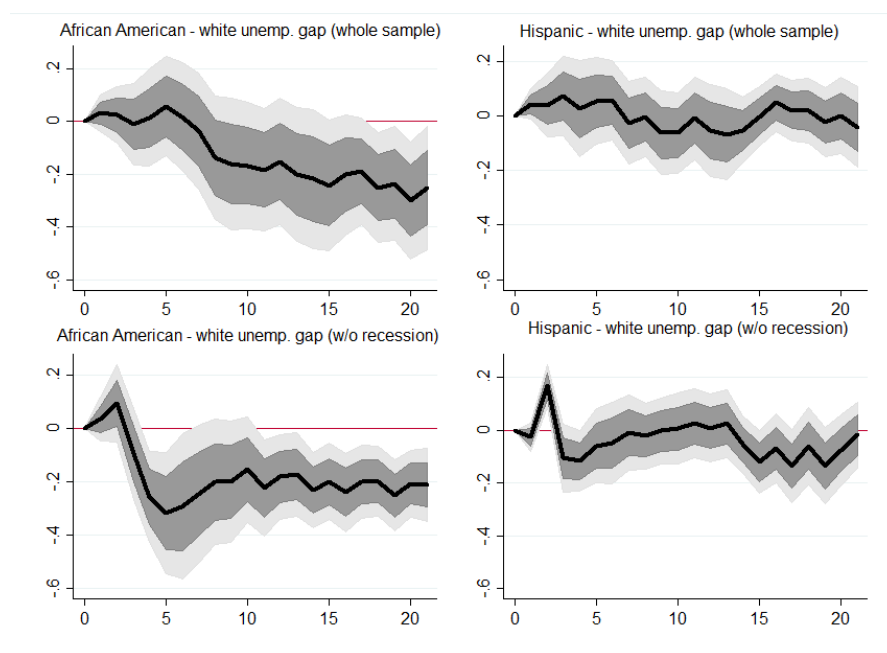 African American - white unemp. gap (whole sample)
Hispanic - white unemp. gap (whole sample)
.2
0
-.2
-.4
-.6
0 5 10 15 20
.2
0
-.2
-.4
-.6
0 5 10 15 20
African American - white unemp. gap (w/o recession)
Hispanic - white unemp. gap (w/o recession)
.2
0
-.2
-.4
-.6
0 5 10 15 20
.2
0
-.2
-.4
-.6
0 5 10 15 20